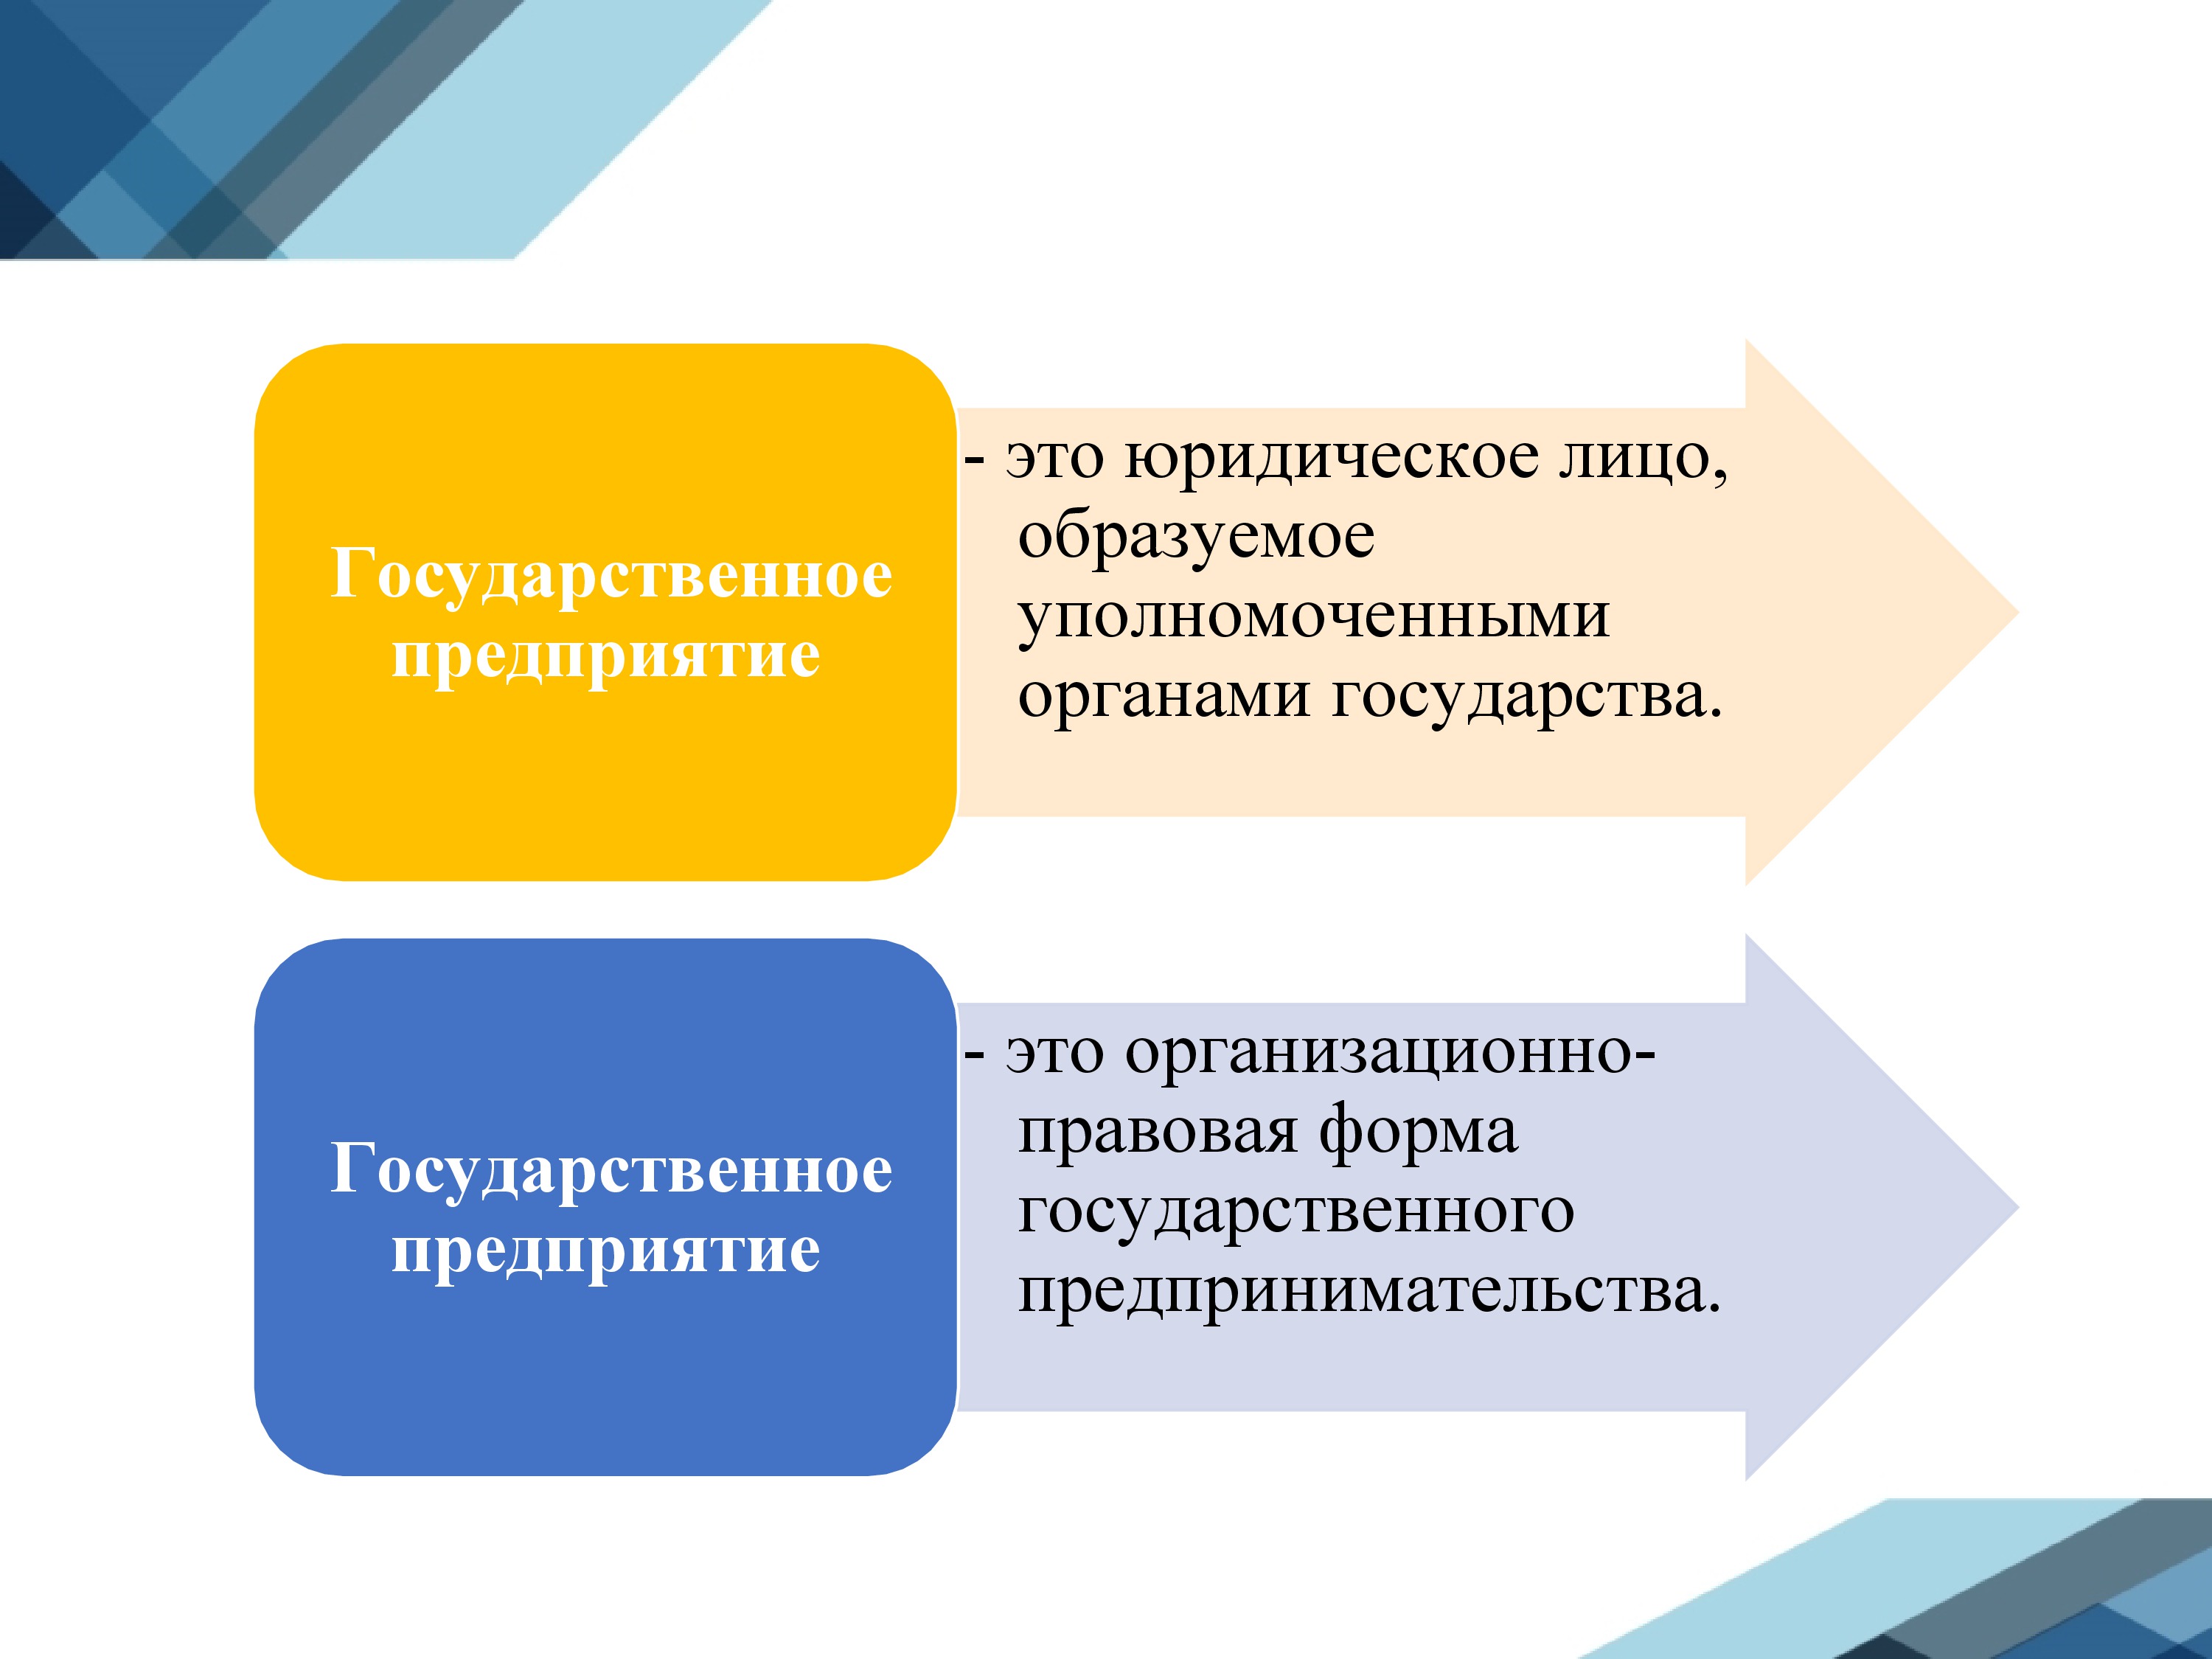 Государственное
предприятие
- это юридическое лицо,
образуемое
уполномоченными
органами государства.
Государственное
предприятие
- это организационно-
правовая форма
государственного
предпринимательства.